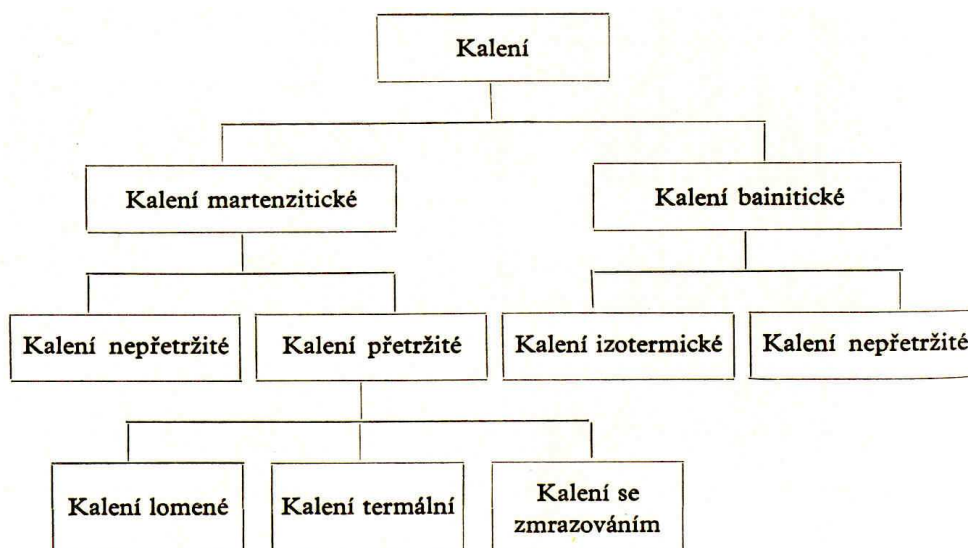 Kalení
Kalení martenzitické
Kalení bainitické
Kalení nepřetržité
Kalení přetržité
Kalení izotermické
Kalení nepřetržité
Kalení lomené
Kalení termální
Kalení se
zmrazováním